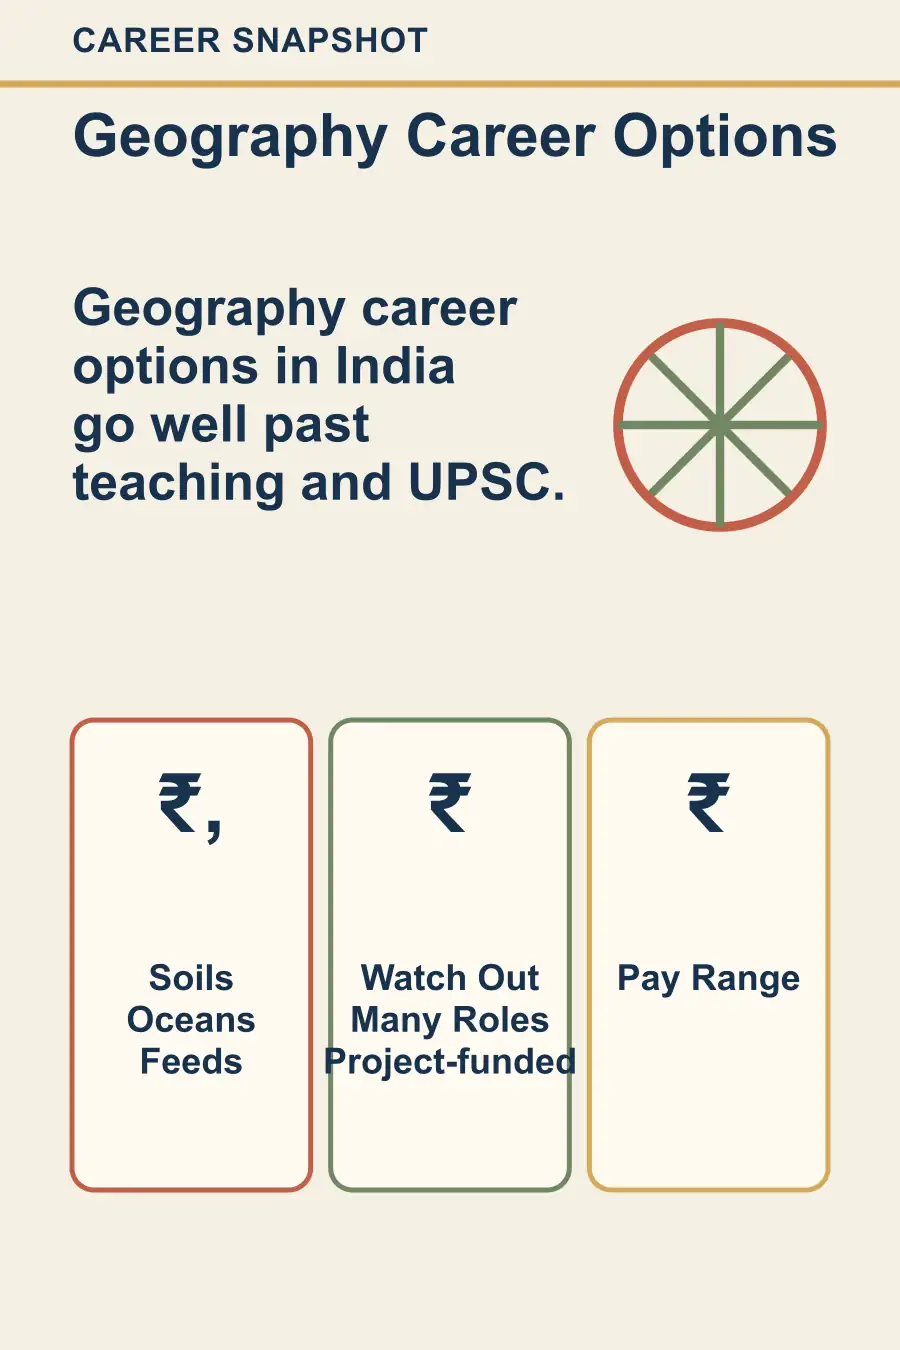 CAREER SNAPSHOT
Geography Career Options
Geography career
options in India
go well past
teaching and UPSC.
₹,
Soils
Oceans
Feeds
₹
Watch Out
Many Roles
Project-funded
₹
Pay Range